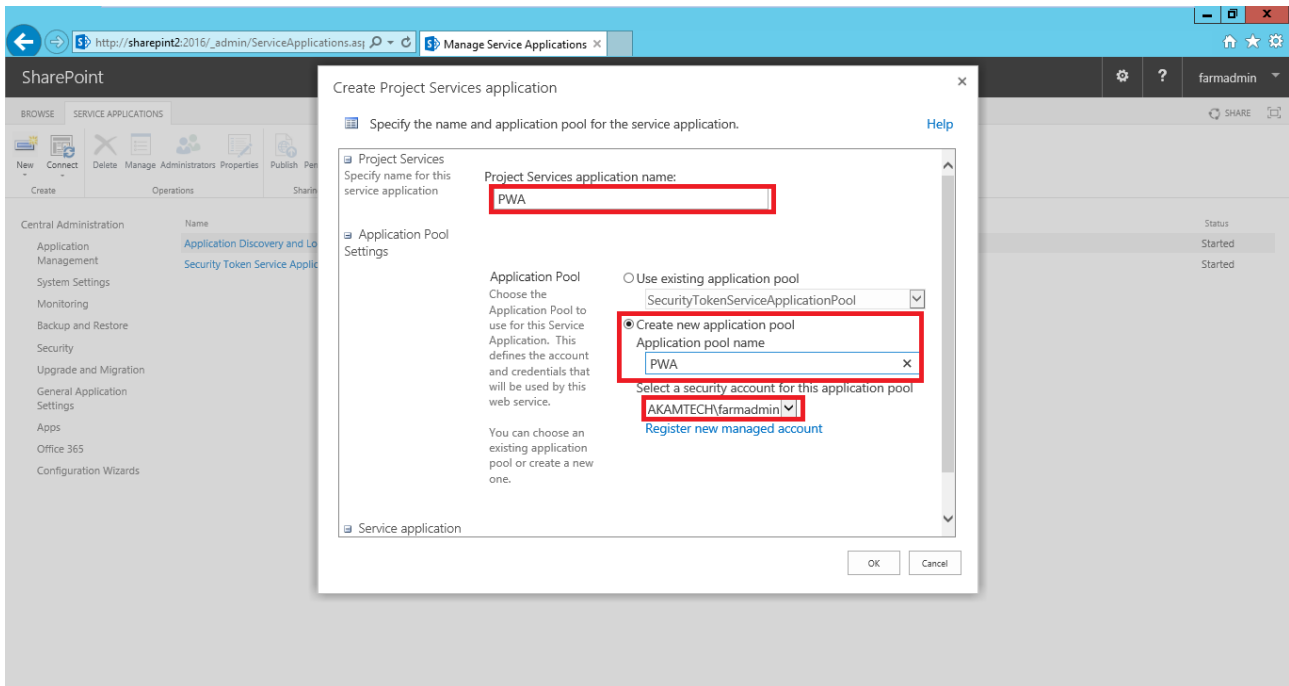 http://sharepint2:2016/_admin/ServiceApplications.asp
Manage Service Applications
SharePoint
farmadmin
BROWSE
SERVICE APPLICATIONS
SHARE
New
Connect
Delete
Manage
Administrators
Properties
Publish
Create
Operations
Central Administration
Application
Management
System Settings
Monitoring
Backup and Restore
Security
Upgrade and Migration
General Application
Settings
Apps
Office 365
Configuration Wizards
Name
Application Discovery and Lo
Security Token Service Applic
Status
Started
Started
Create Project Services application
Specify the name and application pool for the service application.
Help
Project Services
Specify name for this
service application
Project Services application name:
PWA
Application Pool
Settings
Application Pool
Choose the
Application Pool to
use for this Service
Application. This
defines the account
and credentials that
will be used by this
web service.
You can choose an
existing application
pool or create a new
one.
Use existing application pool
SecurityTokenServiceApplicationPool
Create new application pool
Application pool name
PWA
Select a security account for this application pool
AKAMTECH\farmadmin
Register new managed account
Service application
OK
Cancel